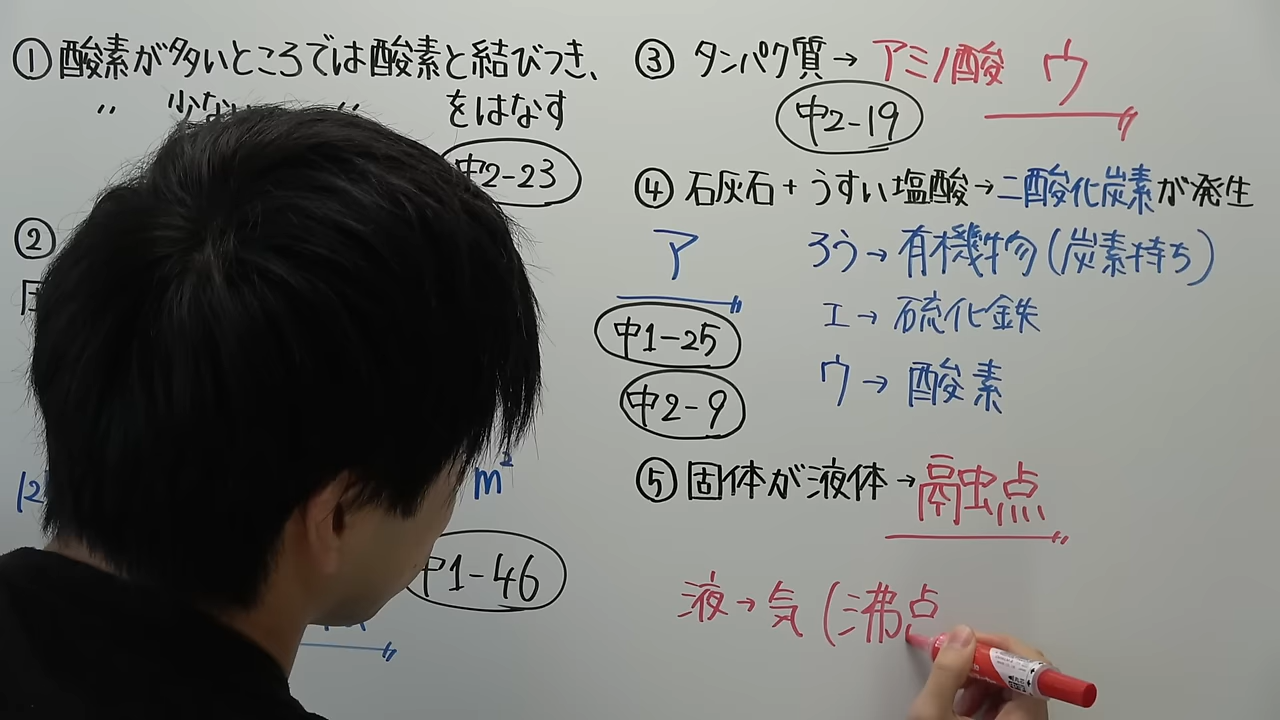 ① 酸素が多いところでは酸素と結びつき、
〃 少な 〃 をはなす
中2-23
②
m²
中1-46
③ タンパク質→アミノ酸 ウ
中2-19
④ 石灰石+うすい塩酸→二酸化炭素が発生
ア ろう→有機物(炭素持ち)
中1-25 エ→硫化鉄
中2-9 ウ→酸素
⑤ 固体が液体→融点
液→気(沸点